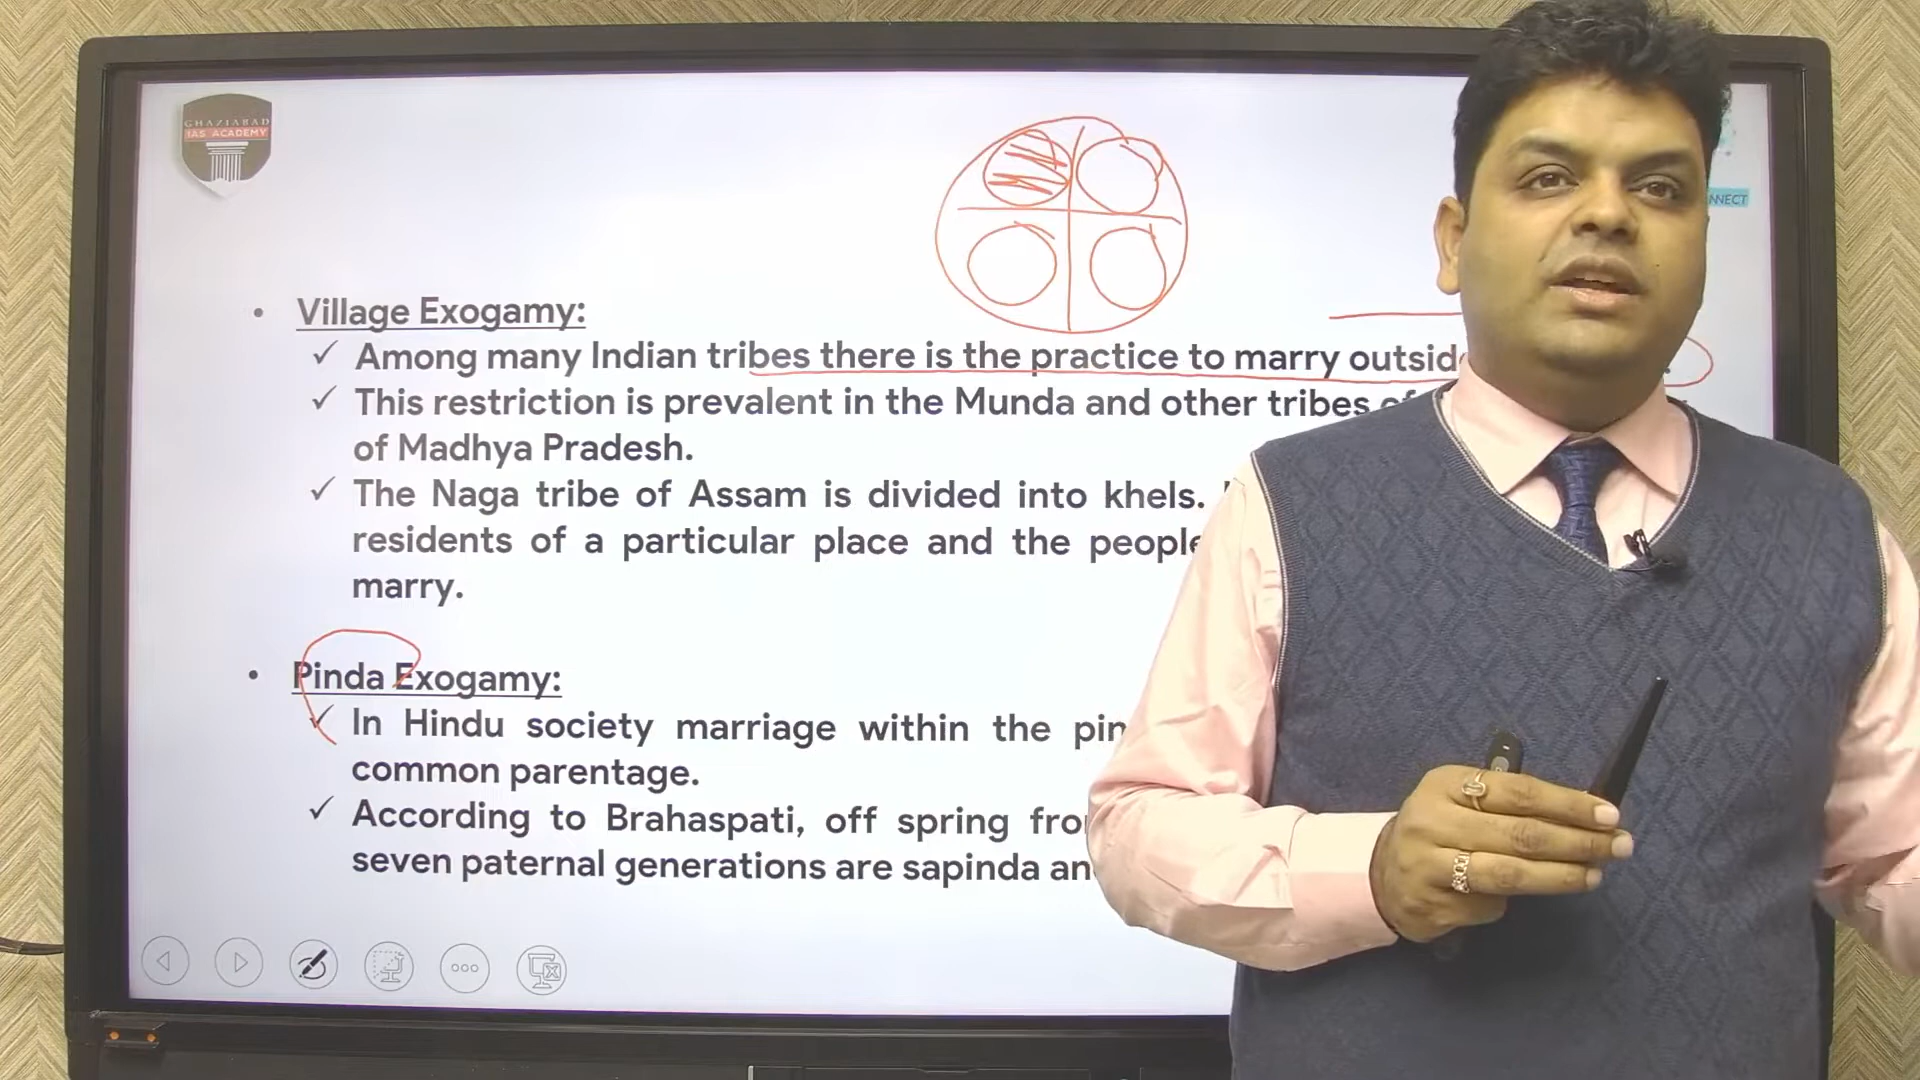 GHAZIABAD
IAS ACADEMY
NNECT
• Village Exogamy:
✓ Among many Indian tribes there is the practice to marry outsid
✓ This restriction is prevalent in the Munda and other tribes of
of Madhya Pradesh.
✓ The Naga tribe of Assam is divided into khels.
residents of a particular place and the people
marry.
• Pinda Exogamy:
✓ In Hindu society marriage within the pin
common parentage.
✓ According to Brahaspati, off spring fro
seven paternal generations are sapinda an